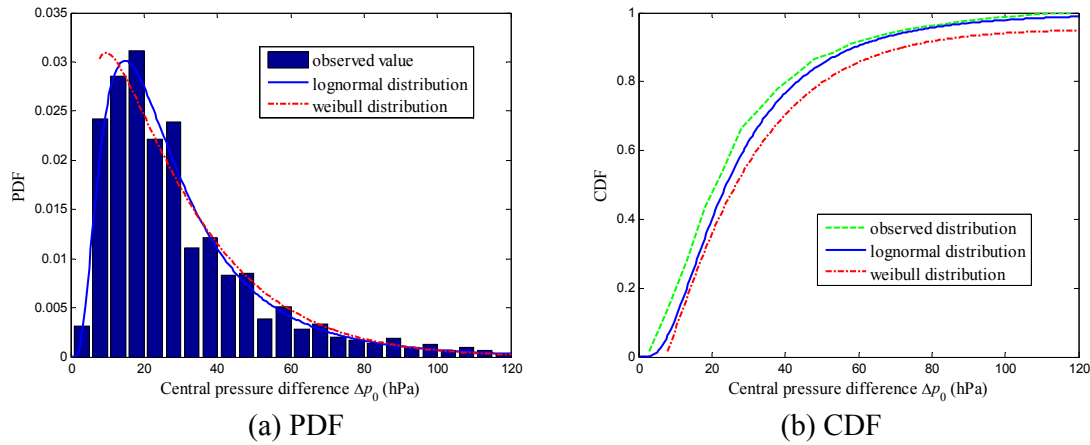 0.035
0.03
0.025
0.02
0.015
0.01
0.005
0
PDF
observed value
lognormal distribution
weibull distribution
0 20 40 60 80 100 120
Central pressure difference Δp₀ (hPa)
(a) PDF
1
0.8
0.6
0.4
0.2
0
CDF
observed distribution
lognormal distribution
weibull distribution
0 20 40 60 80 100 120
Central pressure difference Δp₀ (hPa)
(b) CDF